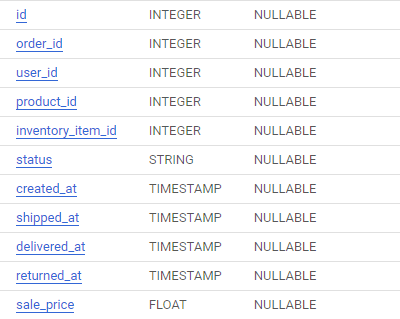 id INTEGER NULLABLE
order_id INTEGER NULLABLE
user_id INTEGER NULLABLE
product_id INTEGER NULLABLE
inventory_item_id INTEGER NULLABLE
status STRING NULLABLE
created_at TIMESTAMP NULLABLE
shipped_at TIMESTAMP NULLABLE
delivered_at TIMESTAMP NULLABLE
returned_at TIMESTAMP NULLABLE
sale_price FLOAT NULLABLE